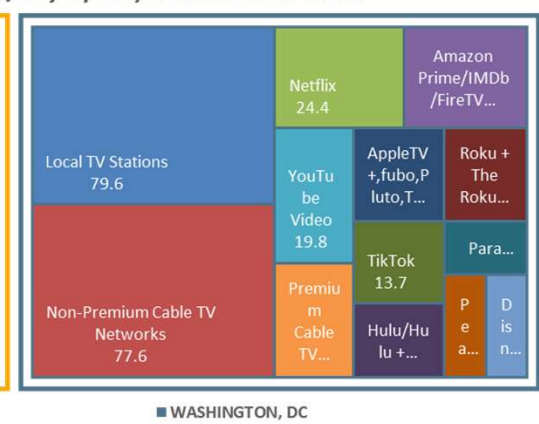 Local TV Stations
79.6
Non-Premium Cable TV
Networks
77.6
Netflix
24.4
Amazon
Prime/IMDb
/FireTV...
YouTu
be
Video
19.8
AppleTV
+,fubo,P
luto,T...
Roku +
The
Roku...
TikTok
13.7
Para...
Premiu
m
Cable
TV...
Hulu/Hu
lu +...
P
e
a...
D
is
n...
WASHINGTON, DC